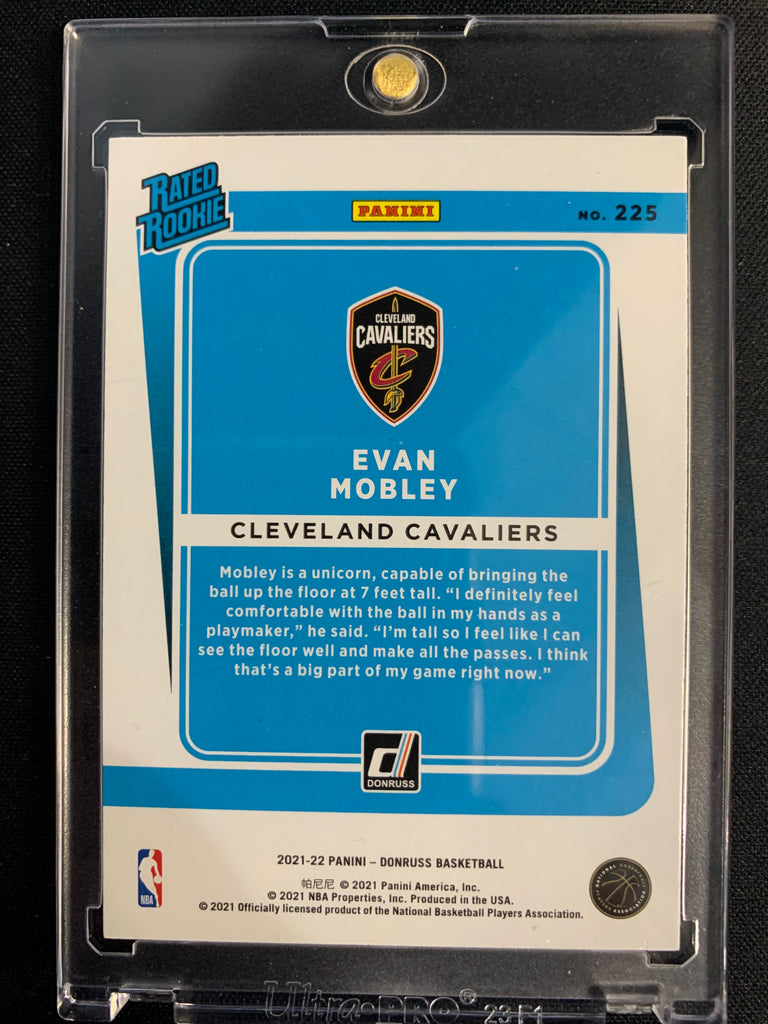 RATED
ROOKIE
PANINI
NO. 225
CLEVELAND
CAVALIERS
C
EVAN
MOBLEY
CLEVELAND CAVALIERS
Mobley is a unicorn, capable of bringing the
ball up the floor at 7 feet tall. “I definitely feel
comfortable with the ball in my hands as a
playmaker,” he said. “I’m tall so I feel like I can
see the floor well and make all the passes. I think
that’s a big part of my game right now.”
d
DONRUSS
2021-22 PANINI – DONRUSS BASKETBALL
帕尼尼 © 2021 Panini America, Inc.
© 2021 NBA Properties, Inc. Produced in the USA.
© 2021 Officially licensed product of the National Basketball Players Association.
NBA
NATIONAL BASKETBALL
PLAYERS ASSOCIATION
Ultra•PRO®